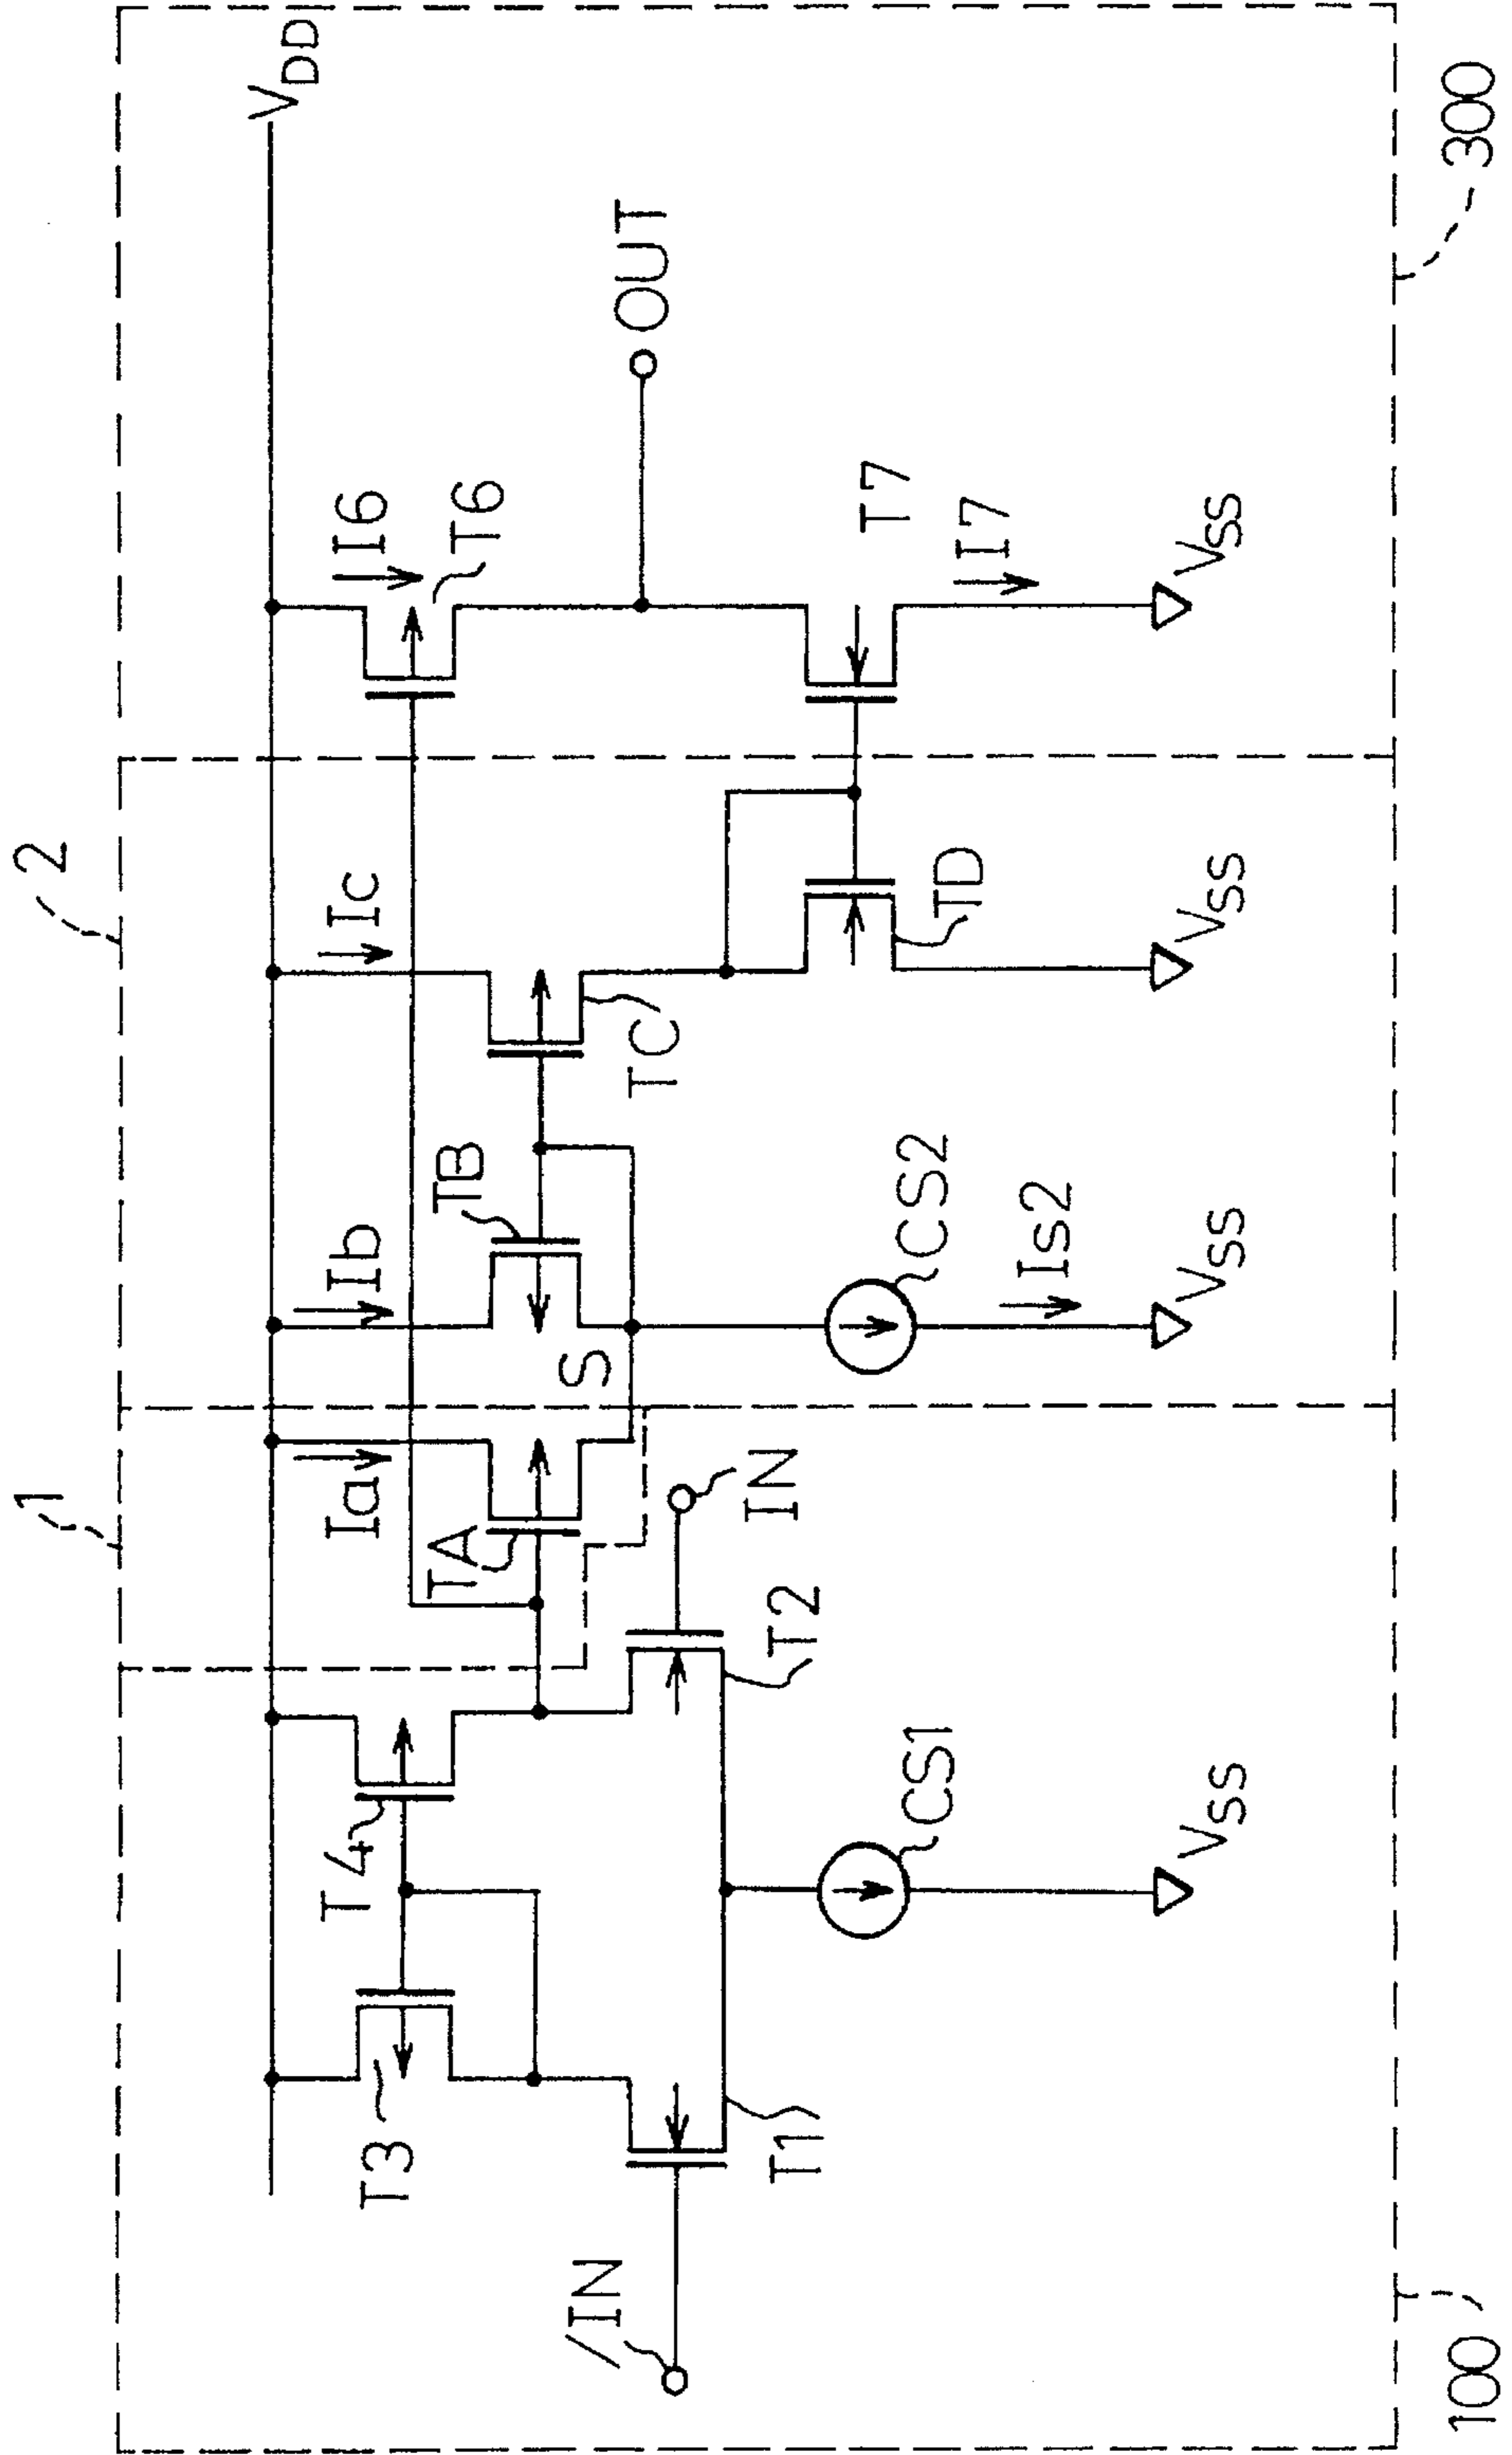 1
2
V_DD
Ia
Ib
Ic
I6
T3
T4
TA
TB
TC
T6
S
OUT
/IN
IN
T1
T2
CS1
CS2
Is2
TD
T7
I7
V_SS
V_SS
V_SS
V_SS
100
300